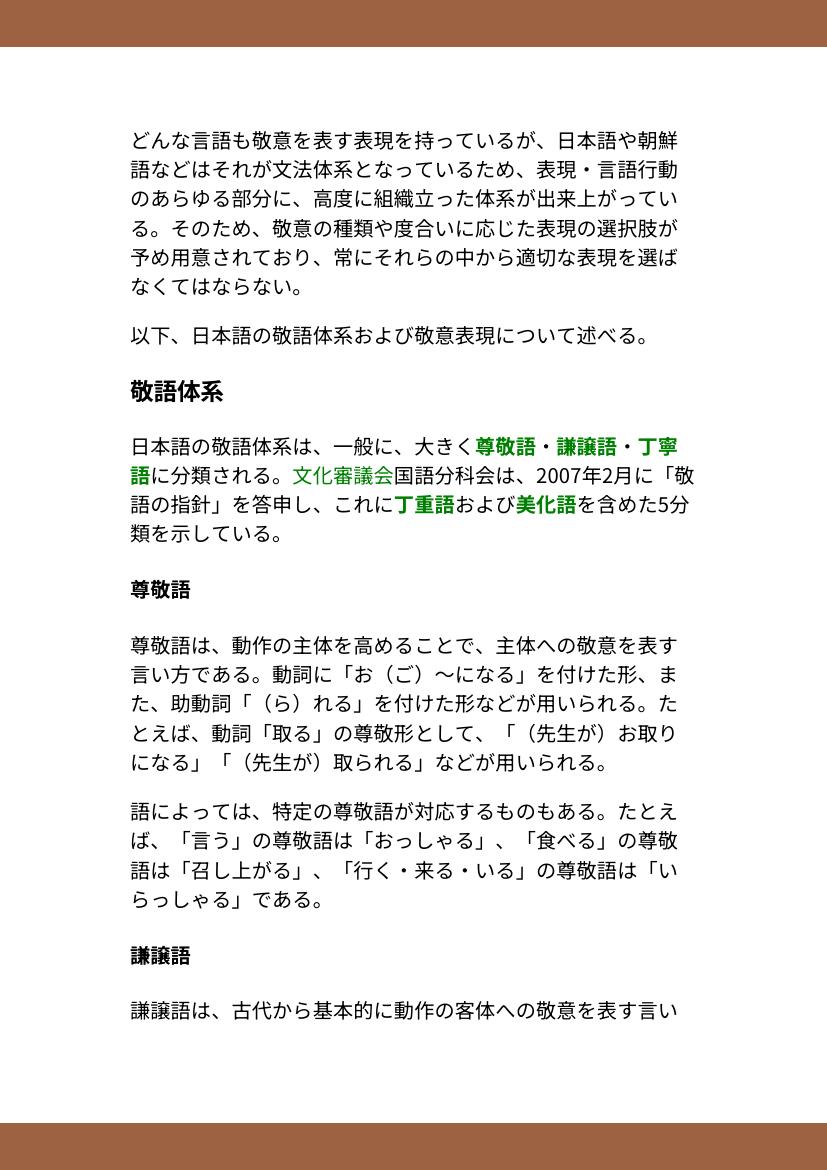 どんな言語も敬意を表す表現を持っているが、日本語や朝鮮
語などはそれが文法体系となっているため、表現・言語行動
のあらゆる部分に、高度に組織立った体系が出来上がってい
る。そのため、敬意の種類や度合いに応じた表現の選択肢が
予め用意されており、常にそれらの中から適切な表現を選ば
なくてはならない。
以下、日本語の敬語体系および敬意表現について述べる。
敬語体系
日本語の敬語体系は、一般に、大きく尊敬語・謙譲語・丁寧
語に分類される。文化審議会国語分科会は、2007年2月に「敬
語の指針」を答申し、これに丁重語および美化語を含めた5分
類を示している。
尊敬語
尊敬語は、動作の主体を高めることで、主体への敬意を表す
言い方である。動詞に「お（ご）〜になる」を付けた形、ま
た、助動詞「（ら）れる」を付けた形などが用いられる。た
とえば、動詞「取る」の尊敬形として、「（先生が）お取り
になる」「（先生が）取られる」などが用いられる。
語によっては、特定の尊敬語が対応するものもある。たとえ
ば、「言う」の尊敬語は「おっしゃる」、「食べる」の尊敬
語は「召し上がる」、「行く・来る・いる」の尊敬語は「い
らっしゃる」である。
謙譲語
謙譲語は、古代から基本的に動作の客体への敬意を表す言い